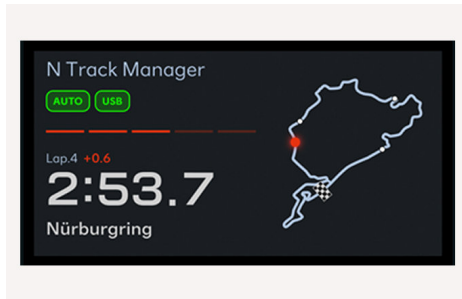 N Track Manager
AUTO USB
Lap.4 +0.6
2:53.7
Nürburgring